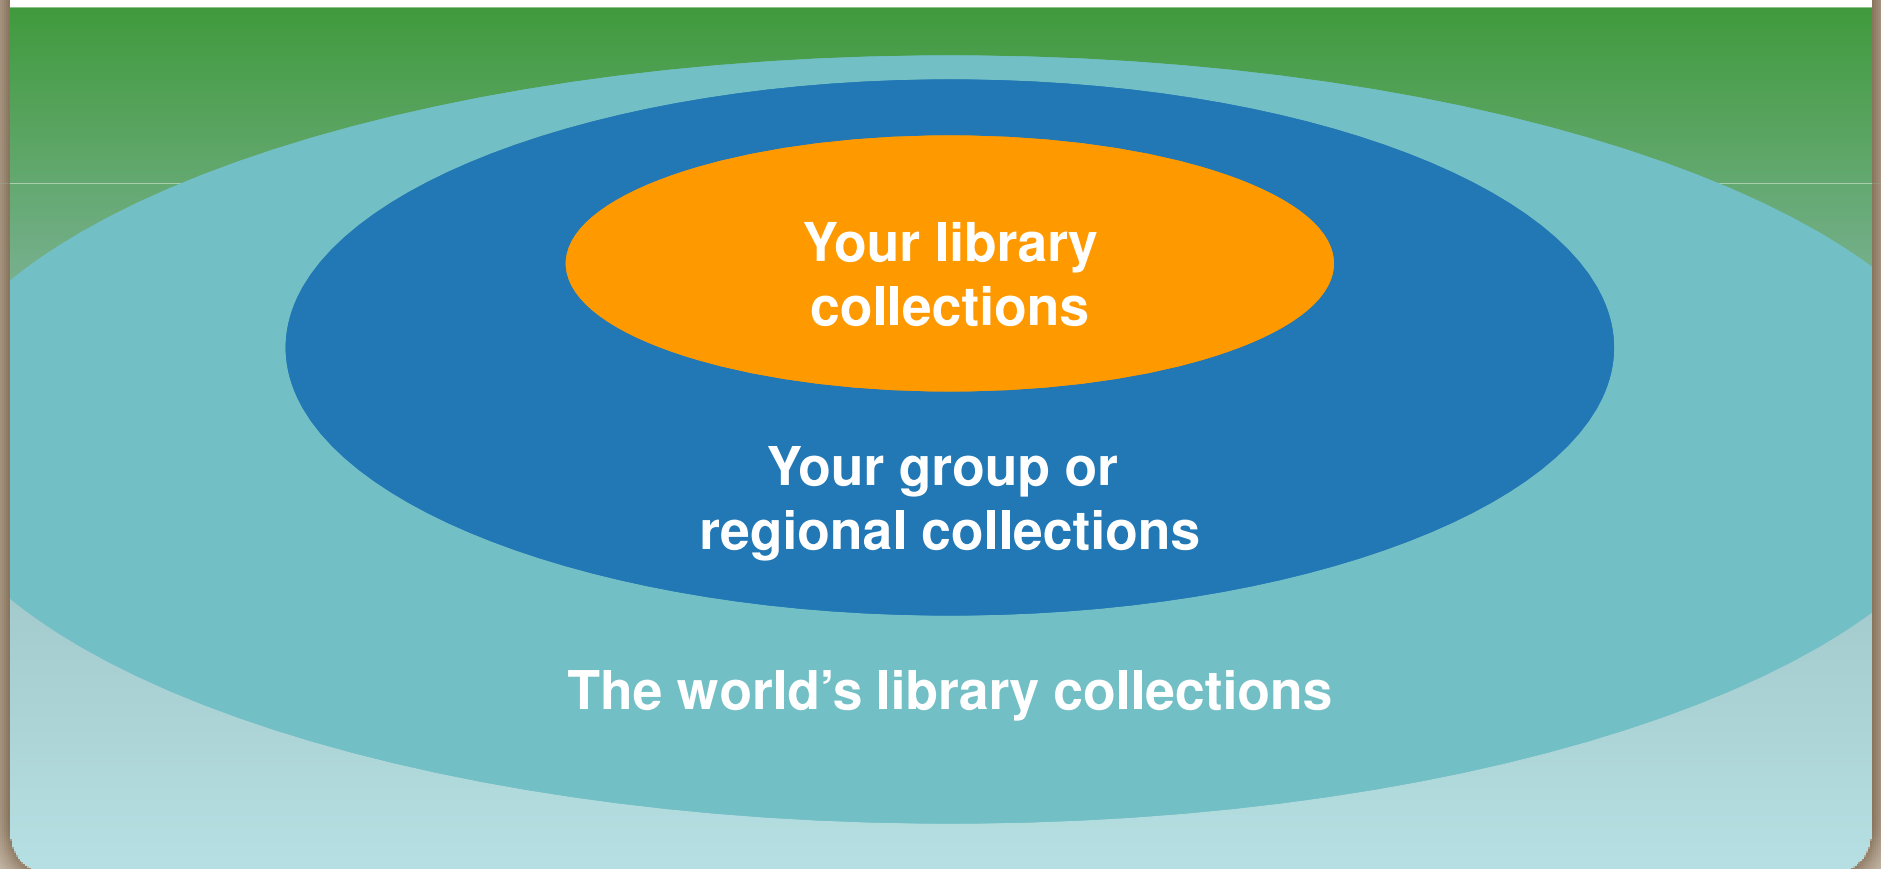 Your library
collections
Your group or
regional collections
The world’s library collections